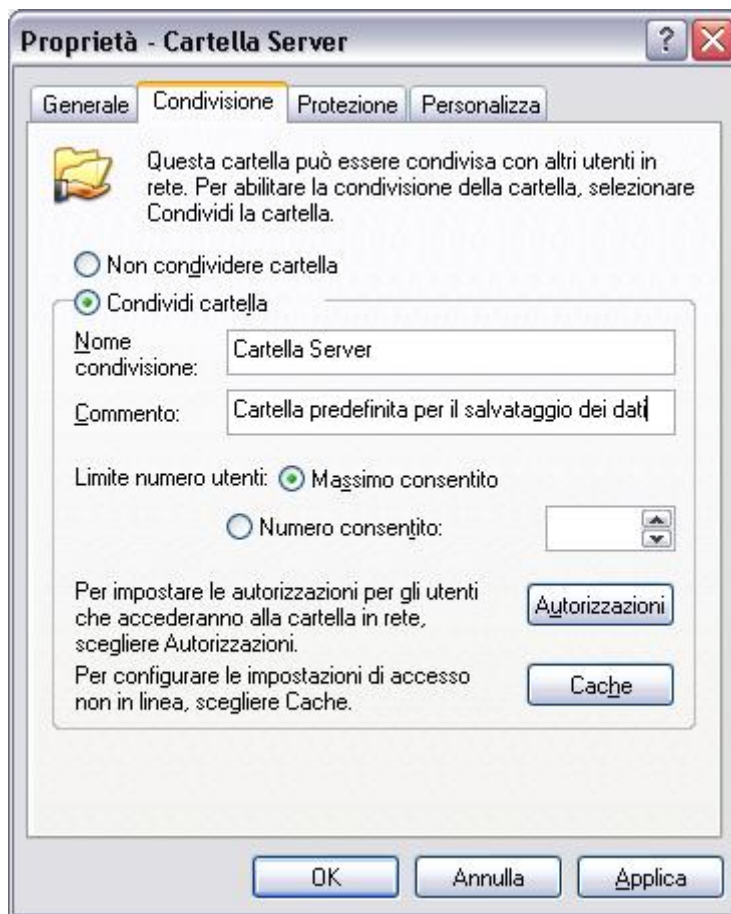 Proprietà - Cartella Server
Generale Condivisione Protezione Personalizza
Questa cartella può essere condivisa con altri utenti in
rete. Per abilitare la condivisione della cartella, selezionare
Condividi la cartella.
Non condividere cartella
Condividi cartella
Nome
condivisione:
Cartella Server
Commento: Cartella predefinita per il salvataggio dei dati
Limite numero utenti: Massimo consentito
Numero consentito:
Per impostare le autorizzazioni per gli utenti
che accederanno alla cartella in rete,
scegliere Autorizzazioni.
Autorizzazioni
Per configurare le impostazioni di accesso
non in linea, scegliere Cache.
Cache
OK Annulla Applica